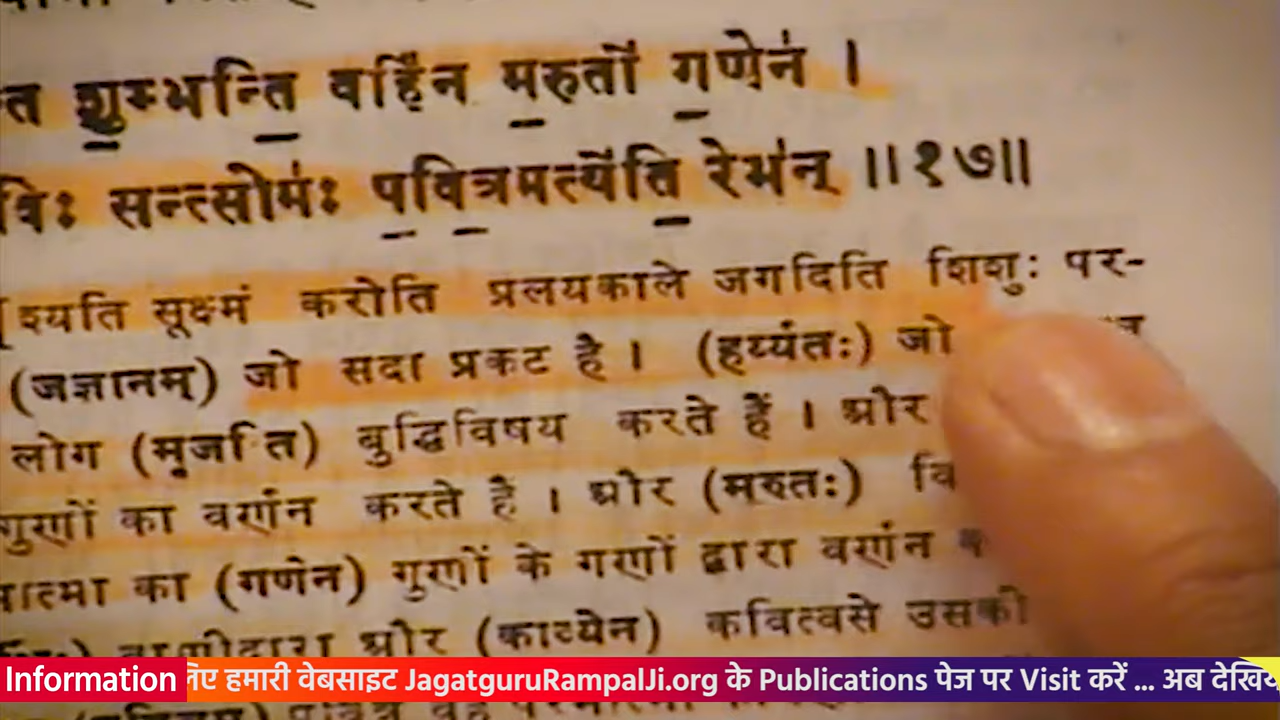 शुम्भन्ति वह्निं मरुतो गणेन॑ ।
सन्त्सोमः॑ पवित्रमत्येति रेभ॑न् ॥१७॥
श्यति सूक्ष्मं करोति प्रलयकाले जगदिति शिशुः पर-
(जज्ञानम्) जो सदा प्रकट है । (हर्य्यतः) जो
लोग (मृजंति) बुद्धिविषय करते हैं । और
गुणों का वर्णन करते हैं । और (मरुतः) वि
का (गणेन) गुणों के गणों द्वारा वर्णन
वाणीद्वारा और (काव्येन) कवित्वसे उसकी
Information लिए हमारी वेबसाइट JagatguruRampalJi.org के Publications पेज पर Visit करें ... अब देखिय